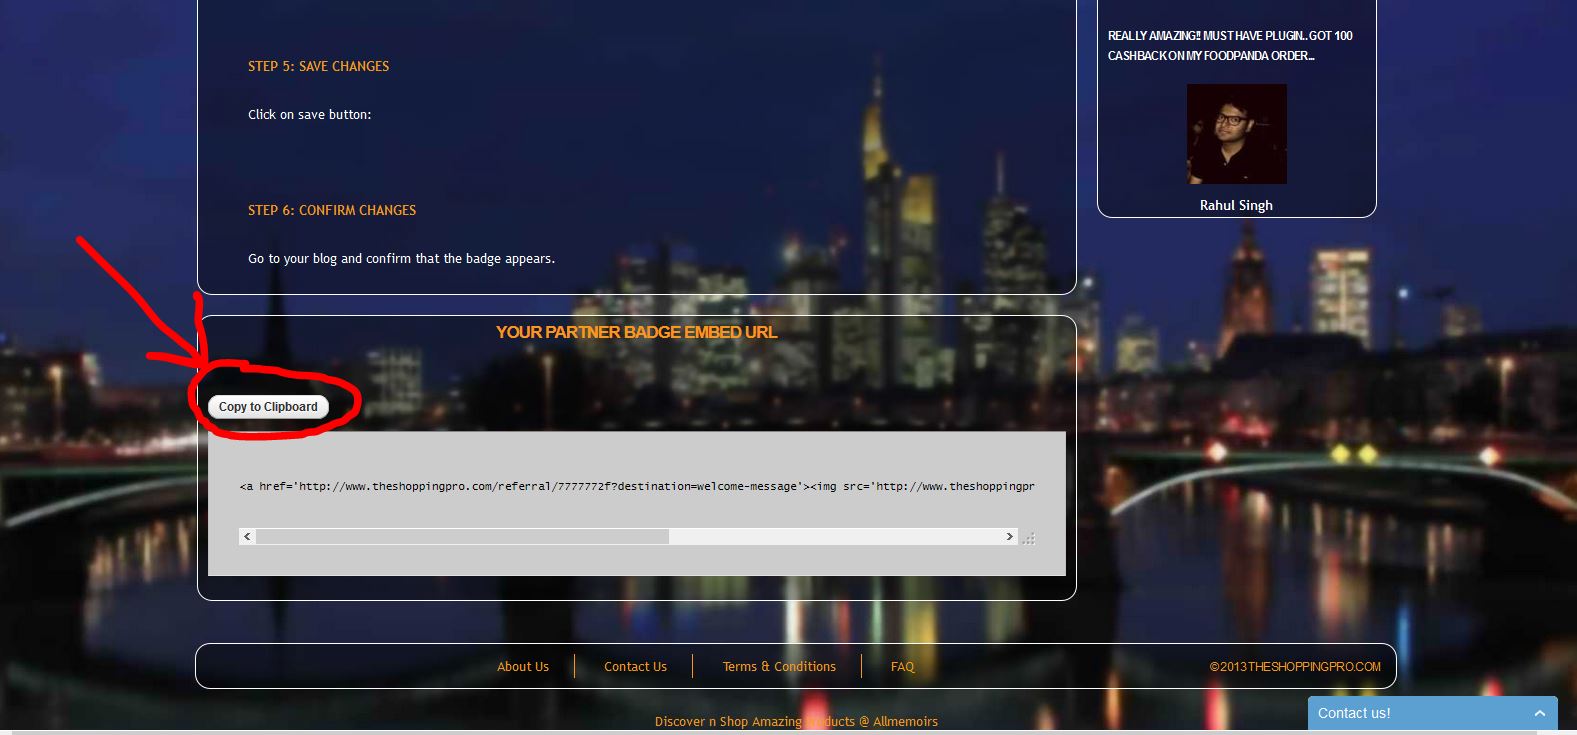 STEP 5: SAVE CHANGES
Click on save button:
STEP 6: CONFIRM CHANGES
Go to your blog and confirm that the badge appears.
REALLY AMAZING!! MUST HAVE PLUGIN..GOT 100
CASHBACK ON MY FOODPANDA ORDER...
Rahul Singh
YOUR PARTNER BADGE EMBED URL
Copy to Clipboard
<a href='http://www.theshoppingpro.com/referral/7777772f?destination=welcome-message'><img src='http://www.theshoppingpr
About Us
Contact Us
Terms & Conditions
FAQ
©2013 THESHOPPINGPRO.COM
Discover n Shop Amazing Products @ Allmemoirs
Contact us!